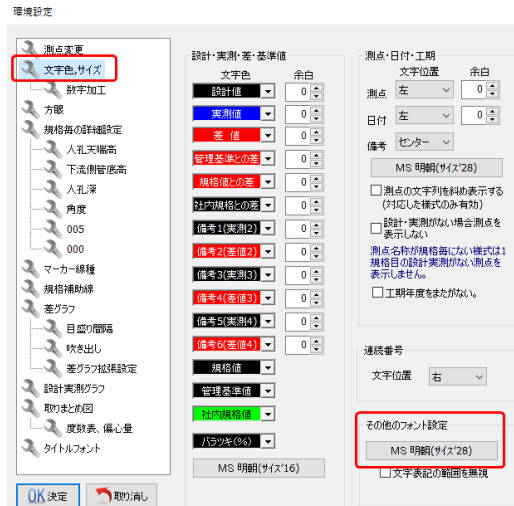 環境設定
測点変更
文字色,サイズ
数字加工
方眼
規格毎の詳細設定
人孔天端高
下流側管底高
人孔深
角度
005
000
マーカー線種
規格補助線
差グラフ
目盛り間隔
吹き出し
差グラフ拡張設定
設計実測グラフ
取りまとめ図
度数表、偏心量
タイトルフォント
OK 決定
取り消し
設計・実測・差・基準値
文字色 余白
設計値 0
実測値 0
差 値 0
管理基準との差 0
規格値との差 0
社内規格との差 0
備考1(実測2) 0
備考2(差値2) 0
備考3(実測3) 0
備考4(差値3) 0
備考5(実測4) 0
備考6(差値4) 0
規格値
管理基準値
社内規格値
バラツキ(%)
MS 明朝(サイズ16)
測点・日付・工期
文字位置 余白
測点 左 0
日付 左 0
備考 センター
MS 明朝(サイズ28)
測点の文字列を斜め表示する
(対応した様式のみ有効)
設計・実測がない場合測点を
表示しない
測点名称が規格毎にない様式は1
規格目の設計実測がない測点を
表示しません。
工期年度をまたがない。
連続番号
文字位置 右
その他のフォント設定
MS 明朝(サイズ28)
文字表記の範囲を無視